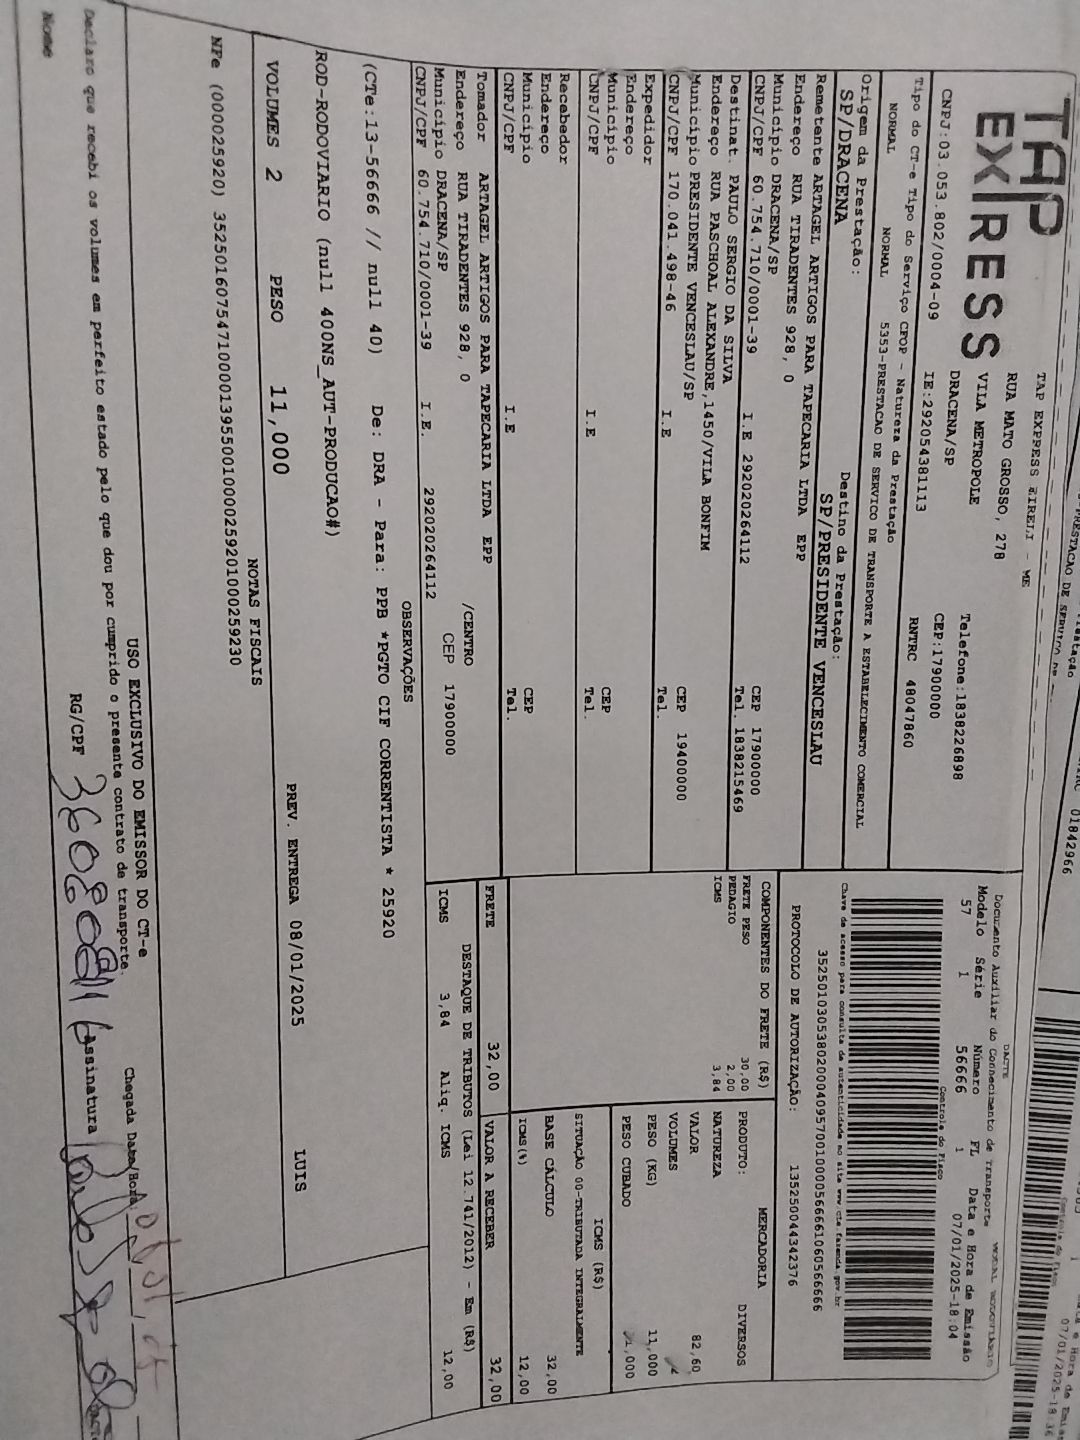 TAP
EXPRESS
TAP EXPRESS EIRELI - ME
RUA MATO GROSSO, 278
VILA METROPOLE
DRACENA/SP
Telefone:1838226898
CEP:17900000
CNPJ:03.053.802/0004-09
IE:292054381113
RNTRC 48047860
Tipo do CT-e Tipo do Serviço CFOP - Natureza da Prestação
NORMAL NORMAL 5353-PRESTACAO DE SERVICO DE TRANSPORTE A ESTABELECIMENTO COMERCIAL
Origem da Prestação: Destino da Prestação:
SP/DRACENA SP/PRESIDENTE VENCESLAU
Remetente ARTAGEL ARTIGOS PARA TAPECARIA LTDA EPP
Endereço RUA TIRADENTES 928, 0
Município DRACENA/SP CEP 17900000
CNPJ/CPF 60.754.710/0001-39 I.E 292020264112 Tel. 1838215469
Destinat. PAULO SERGIO DA SILVA
Endereço RUA PASCHOAL ALEXANDRE,1450/VILA BONFIM
Município PRESIDENTE VENCESLAU/SP CEP 19400000
CNPJ/CPF 170.041.498-46 I.E Tel.
Expedidor
Endereço
Município CEP
CNPJ/CPF I.E Tel.
Recebedor
Endereço
Município CEP
CNPJ/CPF I.E Tel.
Tomador ARTAGEL ARTIGOS PARA TAPECARIA LTDA EPP
Endereço RUA TIRADENTES 928, 0 /CENTRO
Município DRACENA/SP CEP 17900000
CNPJ/CPF 60.754.710/0001-39 I.E. 292020264112
DACTE
Documento Auxiliar do Conhecimento de Transporte
Modelo Série Número FL Data e Hora de Emissão
57 1 56666 1 07/01/2025-18:04
Controle do Fisco
Chave de acesso para consulta de autenticidade no site www.cte.fazenda.gov.br
35250103053802000409570010000566661060566666
PROTOCOLO DE AUTORIZAÇÃO: 135250044342376
COMPONENTES DO FRETE (R$)
FRETE PESO 30,00
PEDAGIO 2,00
ICMS 3,84
MERCADORIA
PRODUTO: DIVERSOS
NATUREZA
VALOR 82,60
VOLUMES
PESO (KG) 11,000
PESO CUBADO
ICMS (R$)
SITUAÇÃO 00-TRIBUTADA INTEGRALMENTE
BASE CÁLCULO 32,00
ICMS(%) 12,00
FRETE 32,00 VALOR A RECEBER 32,00
DESTAQUE DE TRIBUTOS (Lei 12.741/2012) - Em (R$)
ICMS 3,84 Aliq. ICMS 12,00
OBSERVAÇÕES
(CTe:13-56666 // null 40) De: DRA - Para: PPB *PGTO CIF CORRENTISTA * 25920
ROD-RODOVIARIO (null 400NS_AUT-PRODUCAO#)
VOLUMES 2 PESO 11,000 PREV. ENTREGA 08/01/2025 LUIS
NOTAS FISCAIS
NFe (000025920) 35250160754710000139550010000259201000259230
USO EXCLUSIVO DO EMISSOR DO CT-e
Declaro que recebi os volumes em perfeito estado pelo que dou por cumprido o presente contrato de transporte.
Chegada Data/Hora
Nome RG/CPF Assinatura
01842966
07/01/2025-18:36